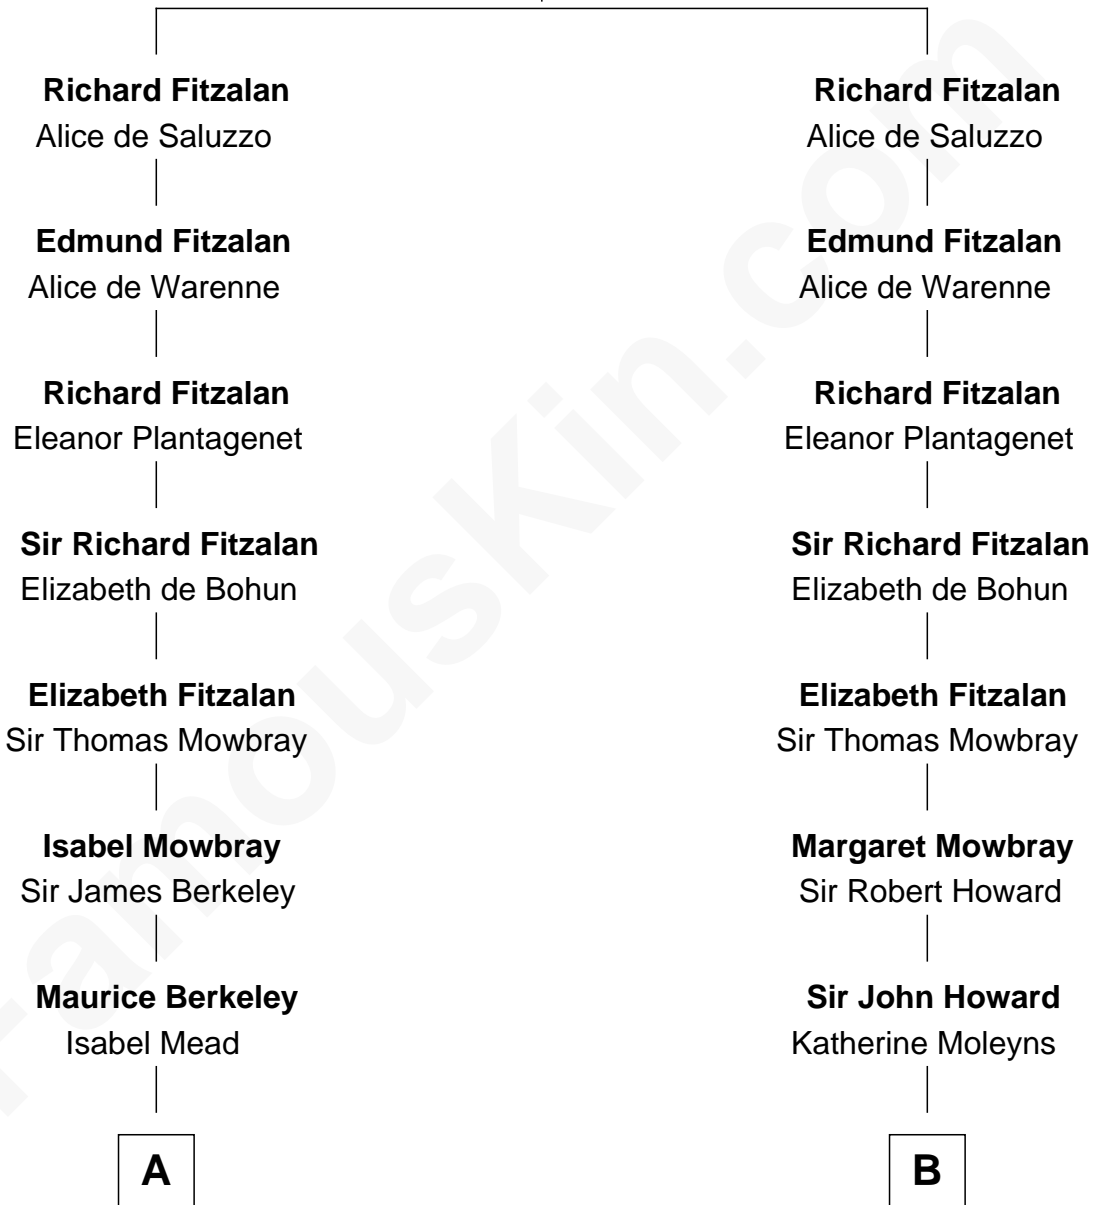 Richard Fitzalan
Alice de Saluzzo
Richard Fitzalan
Alice de Saluzzo
Edmund Fitzalan
Alice de Warenne
Edmund Fitzalan
Alice de Warenne
Richard Fitzalan
Eleanor Plantagenet
Richard Fitzalan
Eleanor Plantagenet
Sir Richard Fitzalan
Elizabeth de Bohun
Sir Richard Fitzalan
Elizabeth de Bohun
Elizabeth Fitzalan
Sir Thomas Mowbray
Elizabeth Fitzalan
Sir Thomas Mowbray
Isabel Mowbray
Sir James Berkeley
Margaret Mowbray
Sir Robert Howard
Maurice Berkeley
Isabel Mead
Sir John Howard
Katherine Moleyns
A
B
FamousKin.com